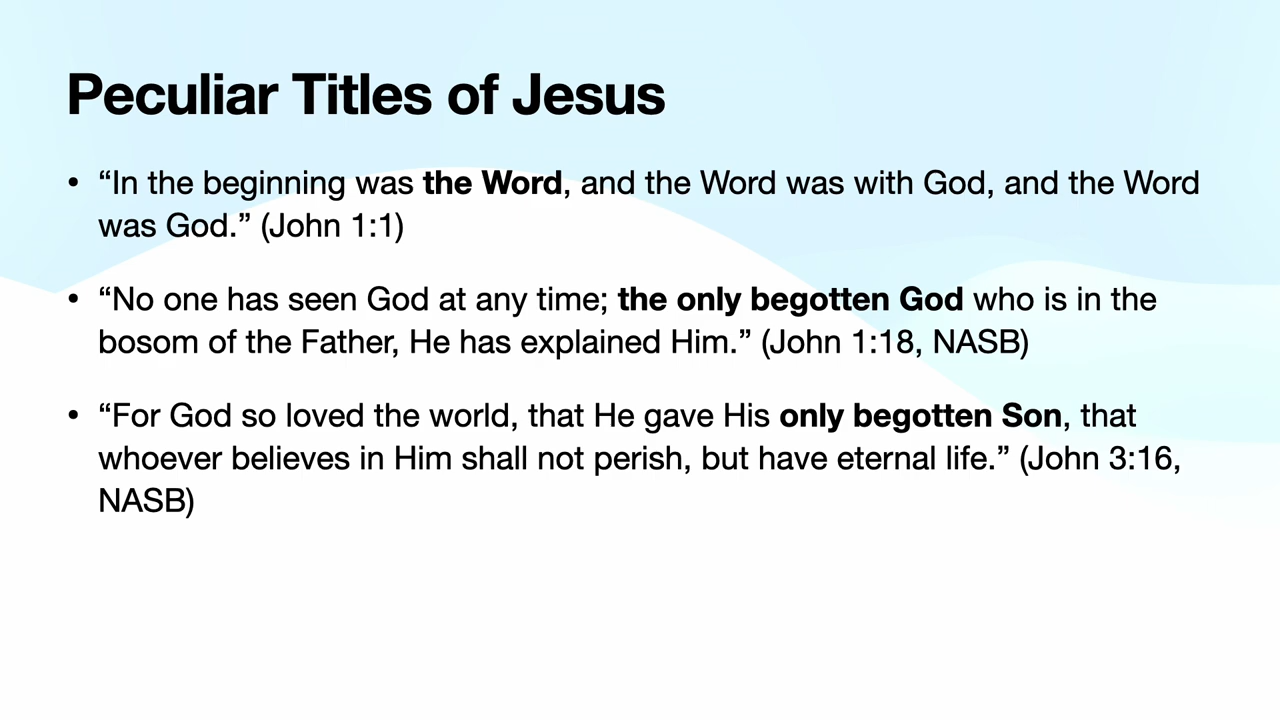 Peculiar Titles of Jesus
• “In the beginning was the Word, and the Word was with God, and the Word
was God.” (John 1:1)
• “No one has seen God at any time; the only begotten God who is in the
bosom of the Father, He has explained Him.” (John 1:18, NASB)
• “For God so loved the world, that He gave His only begotten Son, that
whoever believes in Him shall not perish, but have eternal life.” (John 3:16,
NASB)